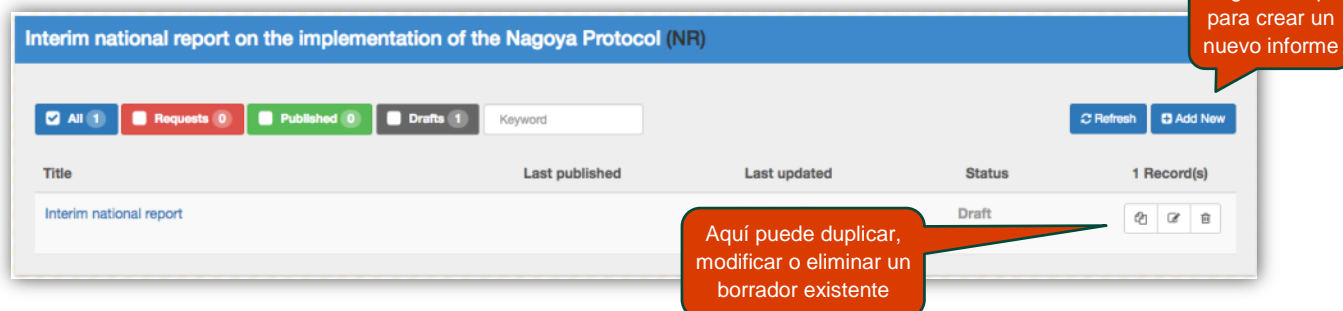 para crear un
nuevo informe
Interim national report on the implementation of the Nagoya Protocol (NR)
All 1 Requests 0 Published 0 Drafts 1 Keyword Refresh Add New
Title Last published Last updated Status 1 Record(s)
Interim national report Draft
Aquí puede duplicar,
modificar o eliminar un
borrador existente